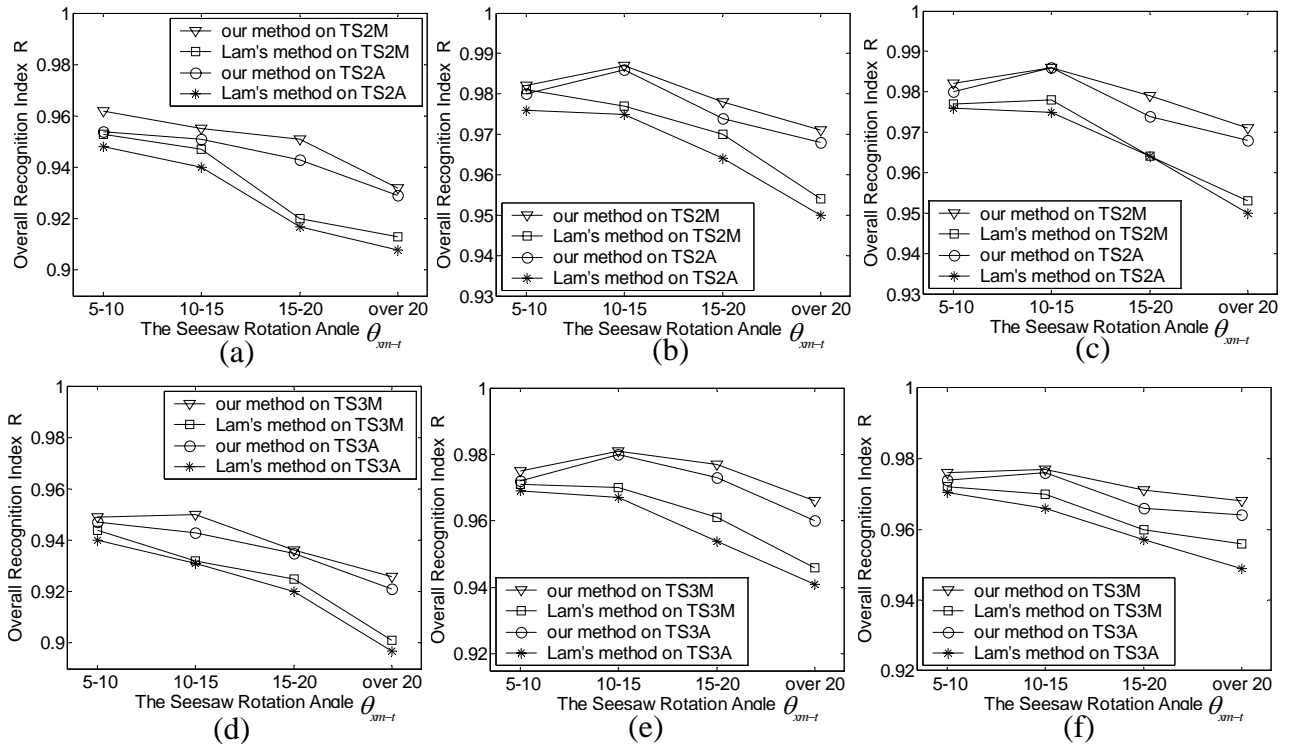 Overall Recognition Index R
1
0.98
0.96
0.94
0.92
0.9
our method on TS2M
Lam's method on TS2M
our method on TS2A
Lam's method on TS2A
5-10
10-15
15-20
over 20
The Seesaw Rotation Angle θxm-t
(a)
Overall Recognition Index R
1
0.99
0.98
0.97
0.96
0.95
0.94
0.93
our method on TS2M
Lam's method on TS2M
our method on TS2A
Lam's method on TS2A
5-10
10-15
15-20
over 20
The Seesaw Rotation Angle θxm-t
(b)
Overall Recognition Index R
1
0.99
0.98
0.97
0.96
0.95
0.94
0.93
our method on TS2M
Lam's method on TS2M
our method on TS2A
Lam's method on TS2A
5-10
10-15
15-20
over 20
The Seesaw Rotation Angle θxm-t
(c)
Overall Recognition Index R
1
0.98
0.96
0.94
0.92
0.9
our method on TS3M
Lam's method on TS3M
our method on TS3A
Lam's method on TS3A
5-10
10-15
15-20
over 20
The Seesaw Rotation Angle θxm-t
(d)
Overall Recognition Index R
1
0.98
0.96
0.94
0.92
our method on TS3M
Lam's method on TS3M
our method on TS3A
Lam's method on TS3A
5-10
10-15
15-20
over 20
The Seesaw Rotation Angle θxm-t
(e)
Overall Recognition Index R
1
0.98
0.96
0.94
0.92
our method on TS3M
Lam's method on TS3M
our method on TS3A
Lam's method on TS3A
5-10
10-15
15-20
over 20
The Seesaw Rotation Angle θxm-t
(f)